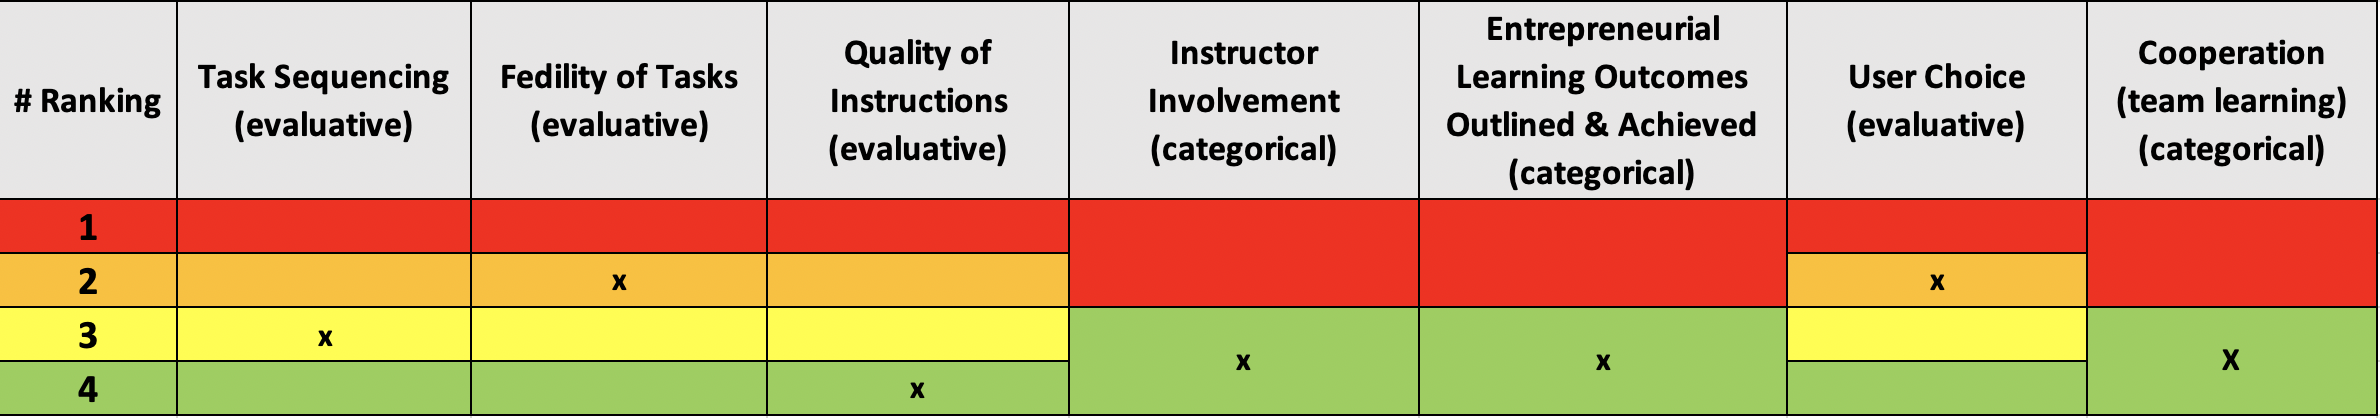 # Ranking
Task Sequencing
(evaluative)
Fedility of Tasks
(evaluative)
Quality of
Instructions
(evaluative)
Instructor
Involvement
(categorical)
Entrepreneurial
Learning Outcomes
Outlined & Achieved
(categorical)
User Choice
(evaluative)
Cooperation
(team learning)
(categorical)
1
2 x x
3 x
x x X
4 x